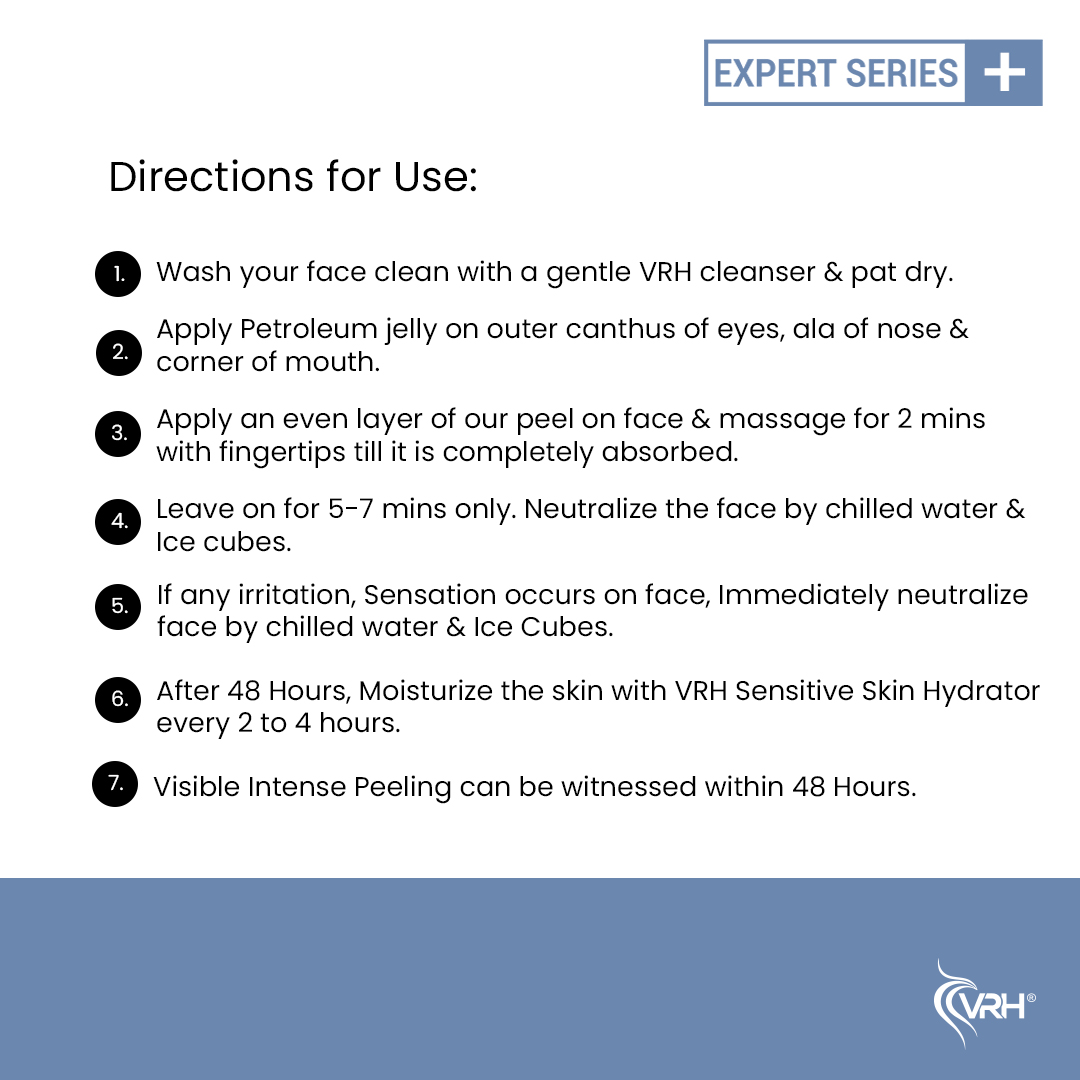 EXPERT SERIES +
Directions for Use:
1. Wash your face clean with a gentle VRH cleanser & pat dry.
2. Apply Petroleum jelly on outer canthus of eyes, ala of nose &
corner of mouth.
3. Apply an even layer of our peel on face & massage for 2 mins
with fingertips till it is completely absorbed.
4. Leave on for 5-7 mins only. Neutralize the face by chilled water &
Ice cubes.
5. If any irritation, Sensation occurs on face, Immediately neutralize
face by chilled water & Ice Cubes.
6. After 48 Hours, Moisturize the skin with VRH Sensitive Skin Hydrator
every 2 to 4 hours.
7. Visible Intense Peeling can be witnessed within 48 Hours.
VRH®